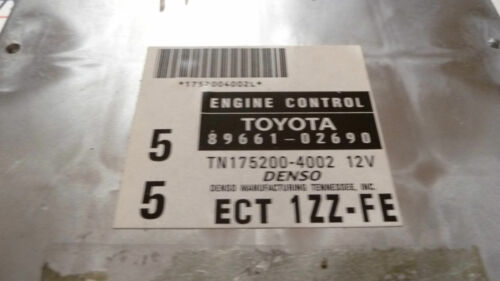 *1752004002L*
ENGINE CONTROL
TOYOTA
89661-02690
5
TN175200-4002 12V
DENSO
DENSO MANUFACTURING TENNESSEE, INC.
5
ECT 1ZZ-FE